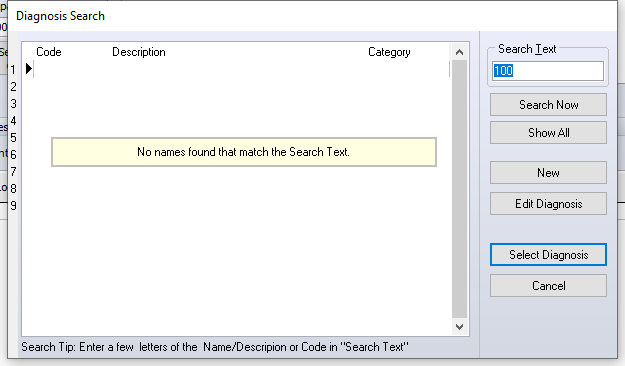 Diagnosis Search
Code Description Category
Search Text
1
100
2
Search Now
3
Show All
4
5
No names found that match the Search Text.
6
7
New
8
Edit Diagnosis
9
Select Diagnosis
Cancel
Search Tip: Enter a few letters of the Name/Descripion or Code in "Search Text"